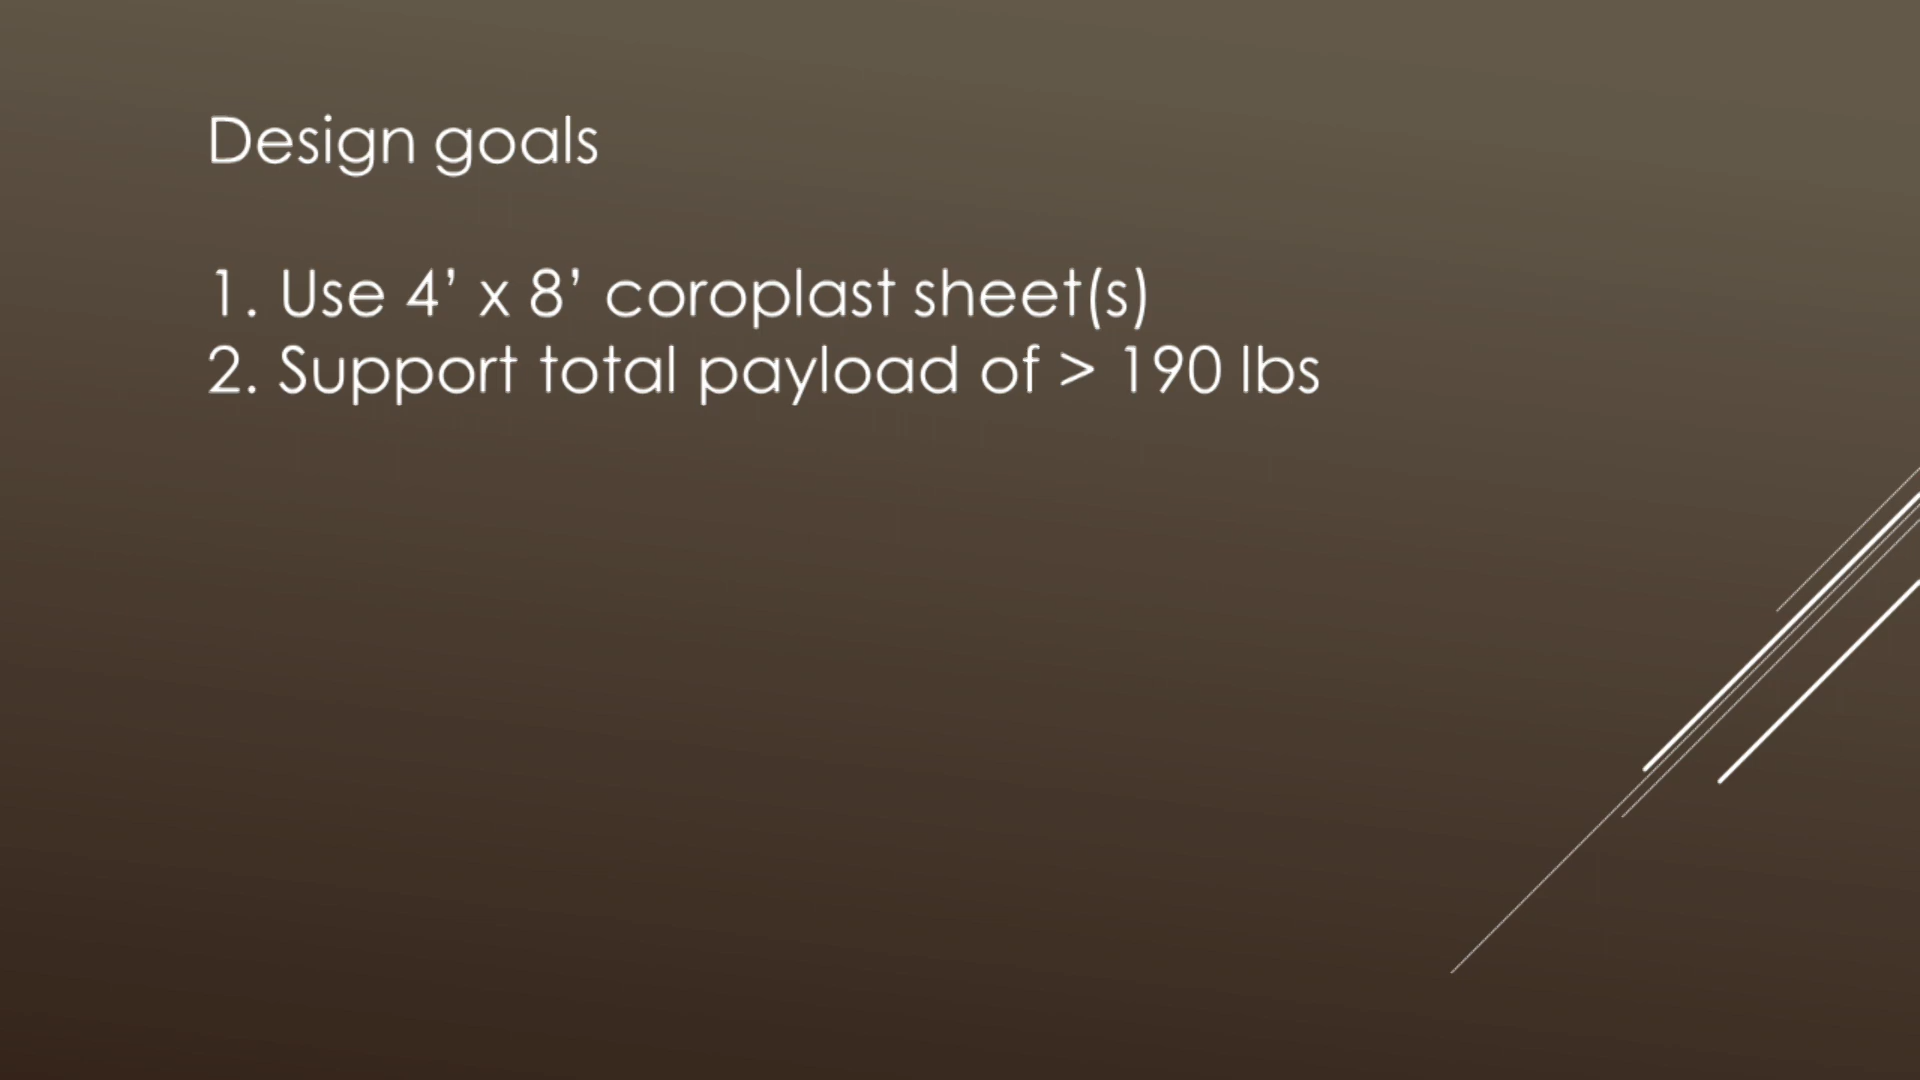 Design goals
1. Use 4’ x 8’ coroplast sheet(s)
2. Support total payload of > 190 lbs